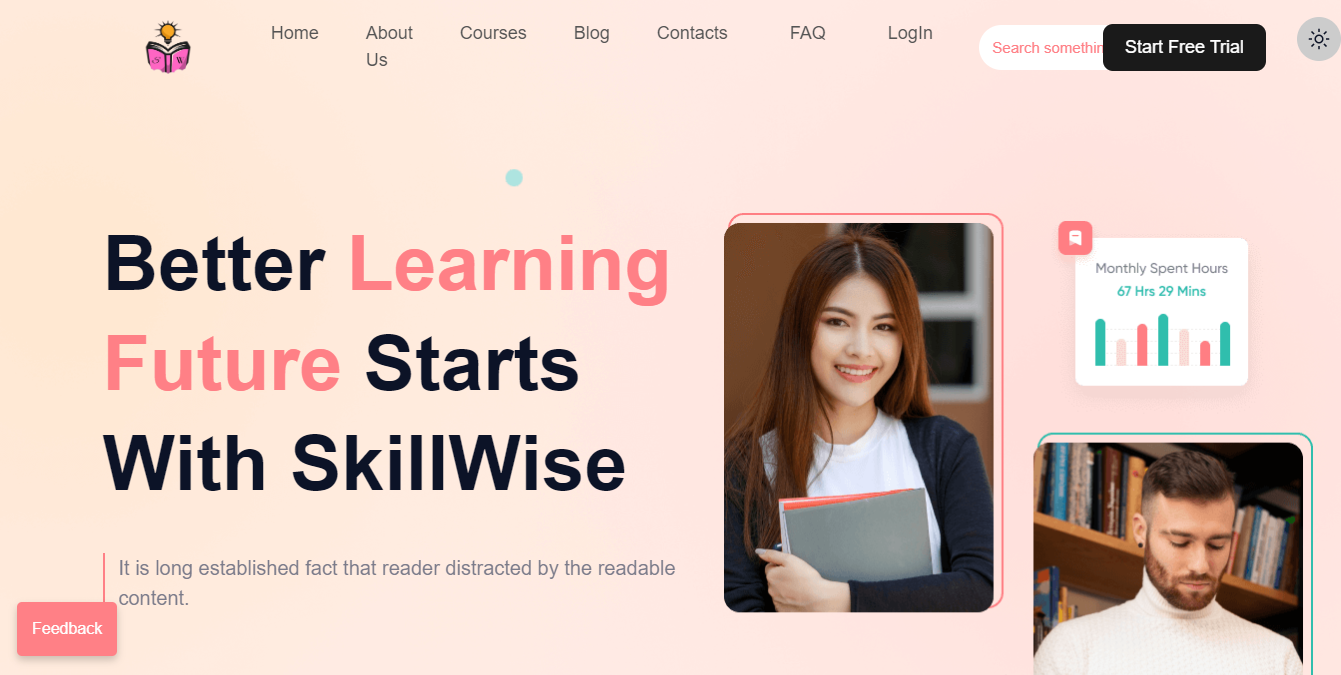 Home
About Us
Courses
Blog
Contacts
FAQ
LogIn
Search somethin
Start Free Trial
S W
Better Learning
Future Starts
With SkillWise
Monthly Spent Hours
67 Hrs 29 Mins
It is long established fact that reader distracted by the readable
content.
Feedback